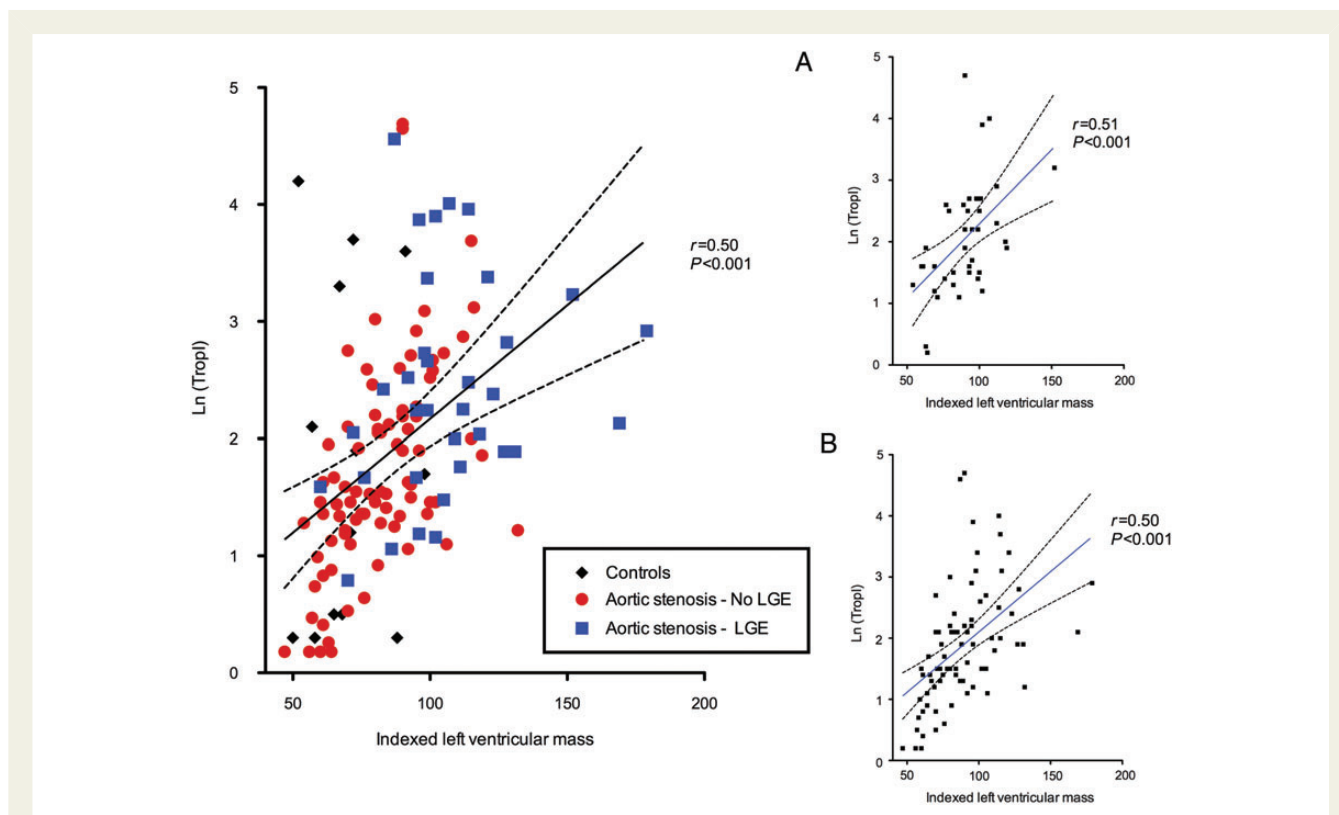 5
4
3
2
1
0
Ln (TropI)
50
100
150
200
Indexed left ventricular mass
r=0.50
P<0.001
Controls
Aortic stenosis - No LGE
Aortic stenosis - LGE
A
5
4
3
2
1
0
Ln (TropI)
50
100
150
200
Indexed left ventricular mass
r=0.51
P<0.001
B
5
4
3
2
1
0
Ln (TropI)
50
100
150
200
Indexed left ventricular mass
r=0.50
P<0.001